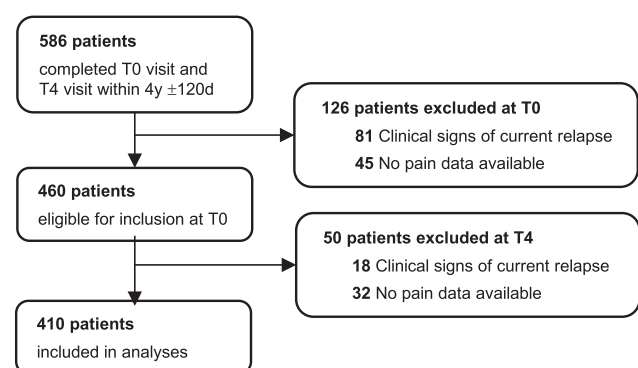 586 patients
completed T0 visit and
T4 visit within 4y ±120d
126 patients excluded at T0
81 Clinical signs of current relapse
45 No pain data available
460 patients
eligible for inclusion at T0
50 patients excluded at T4
18 Clinical signs of current relapse
32 No pain data available
410 patients
included in analyses